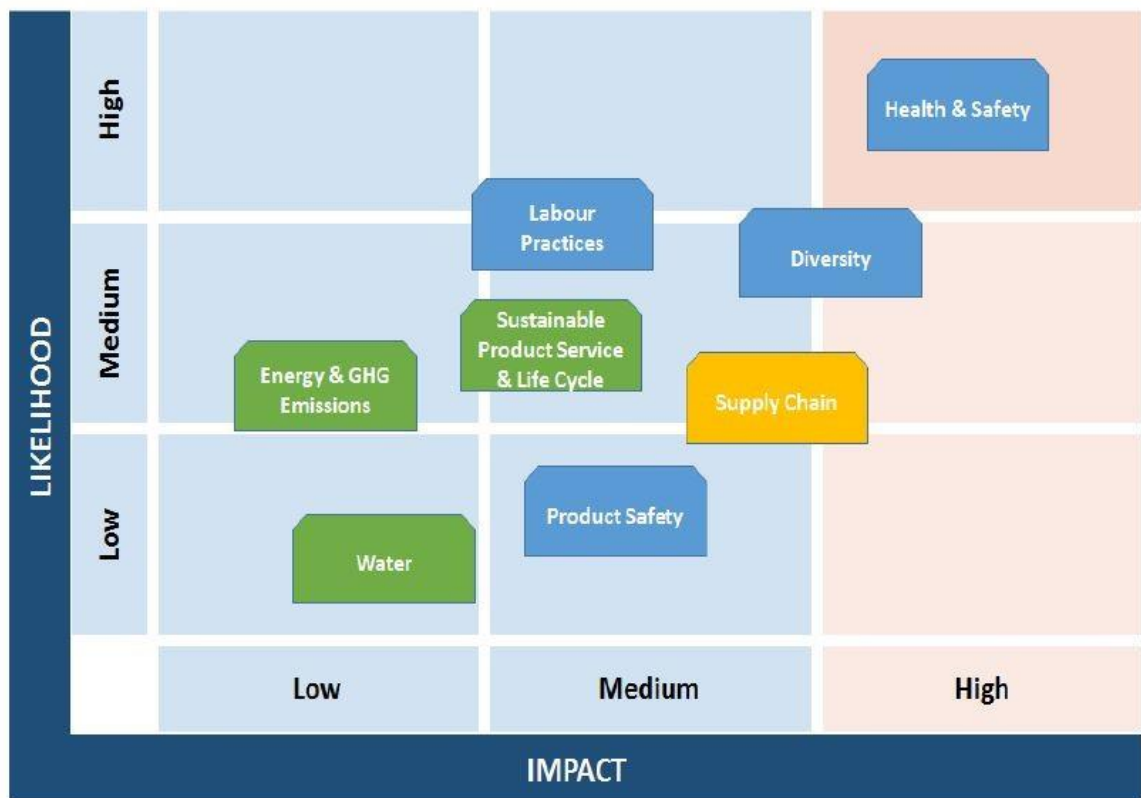 LIKELIHOOD
High
Medium
Low
Health & Safety
Labour
Practices
Diversity
Sustainable
Product Service
& Life Cycle
Energy & GHG
Emissions
Supply Chain
Product Safety
Water
Low
Medium
High
IMPACT